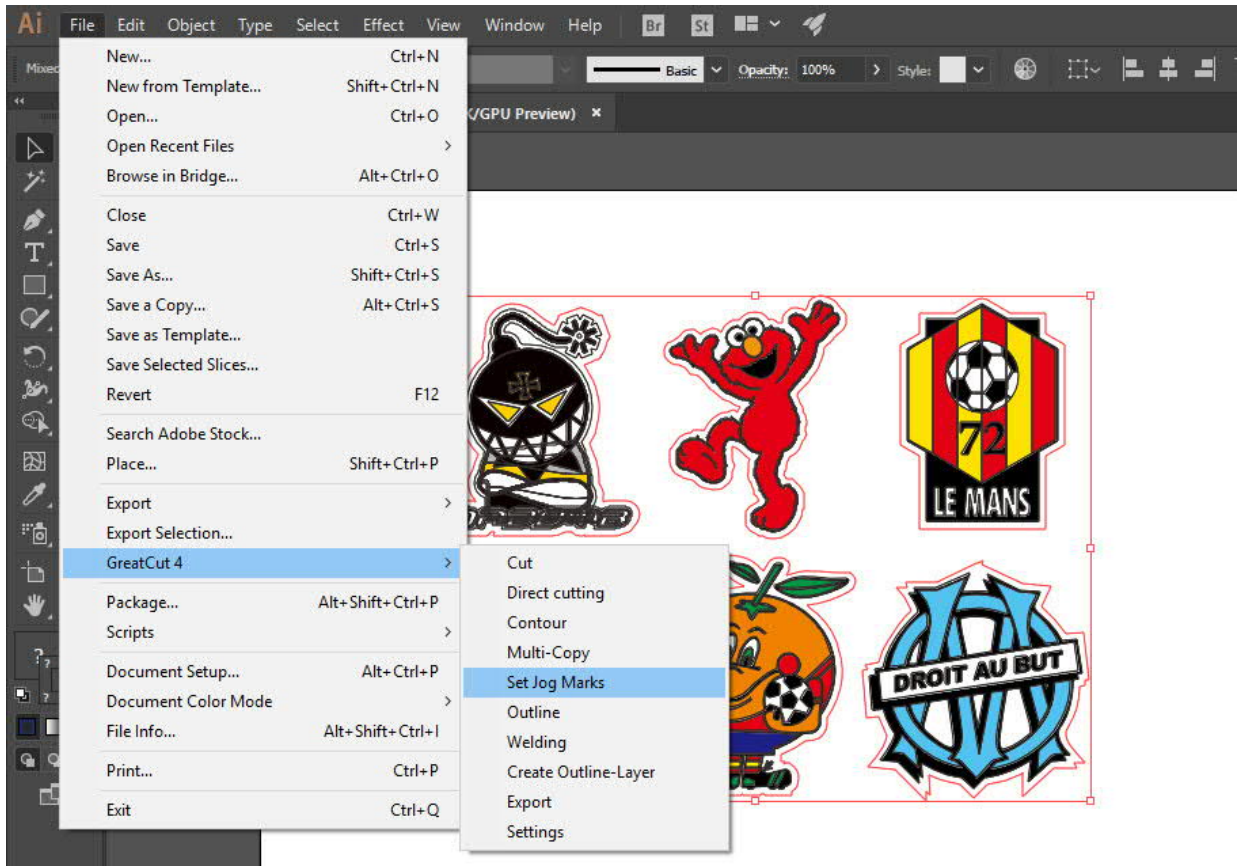 Ai File Edit Object Type Select Effect View Window Help Br St
Basic Opacity: 100% Style:
/GPU Preview) ×
New... Ctrl+N
New from Template... Shift+Ctrl+N
Open... Ctrl+O
Open Recent Files
Browse in Bridge... Alt+Ctrl+O
Close Ctrl+W
Save Ctrl+S
Save As... Shift+Ctrl+S
Save a Copy... Alt+Ctrl+S
Save as Template...
Save Selected Slices...
Revert F12
Search Adobe Stock...
Place... Shift+Ctrl+P
Export
Export Selection...
GreatCut 4
Package... Alt+Shift+Ctrl+P
Scripts
Document Setup... Alt+Ctrl+P
Document Color Mode
File Info... Alt+Shift+Ctrl+I
Print... Ctrl+P
Exit Ctrl+Q
Cut
Direct cutting
Contour
Multi-Copy
Set Jog Marks
Outline
Welding
Create Outline-Layer
Export
Settings
72
LE MANS
DROIT AU BUT